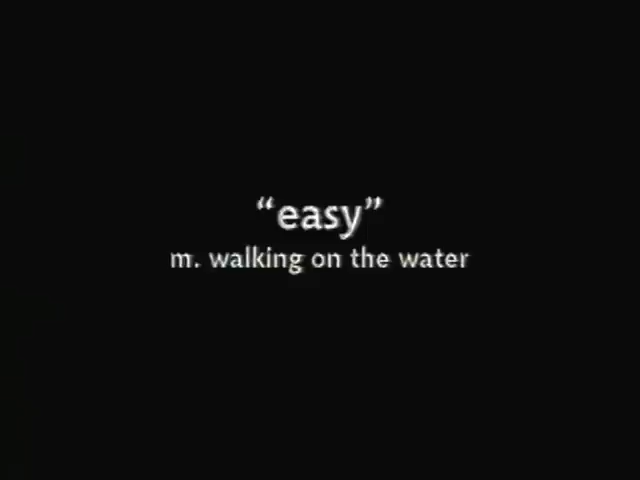 “easy”
m. walking on the water